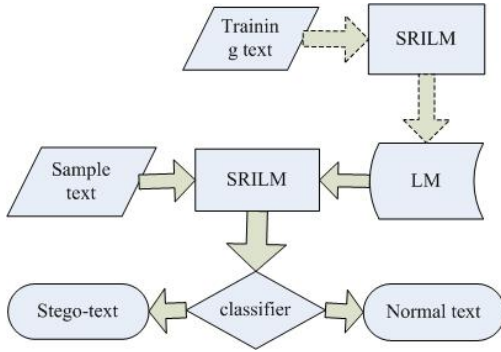 Trainin
g text
SRILM
Sample
text
SRILM
LM
Stego-text
classifier
Normal text